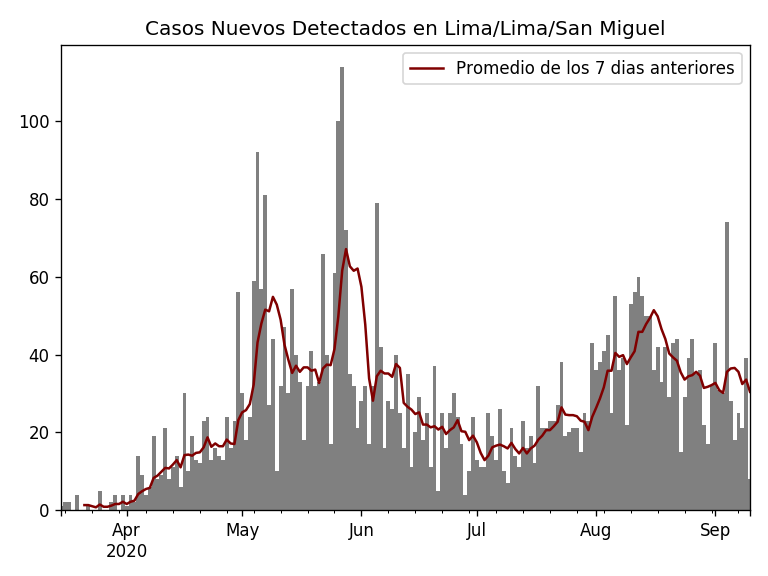 Casos Nuevos Detectados en Lima/Lima/San Miguel
Promedio de los 7 dias anteriores
100
80
60
40
20
0
Apr May Jun Jul Aug Sep
2020